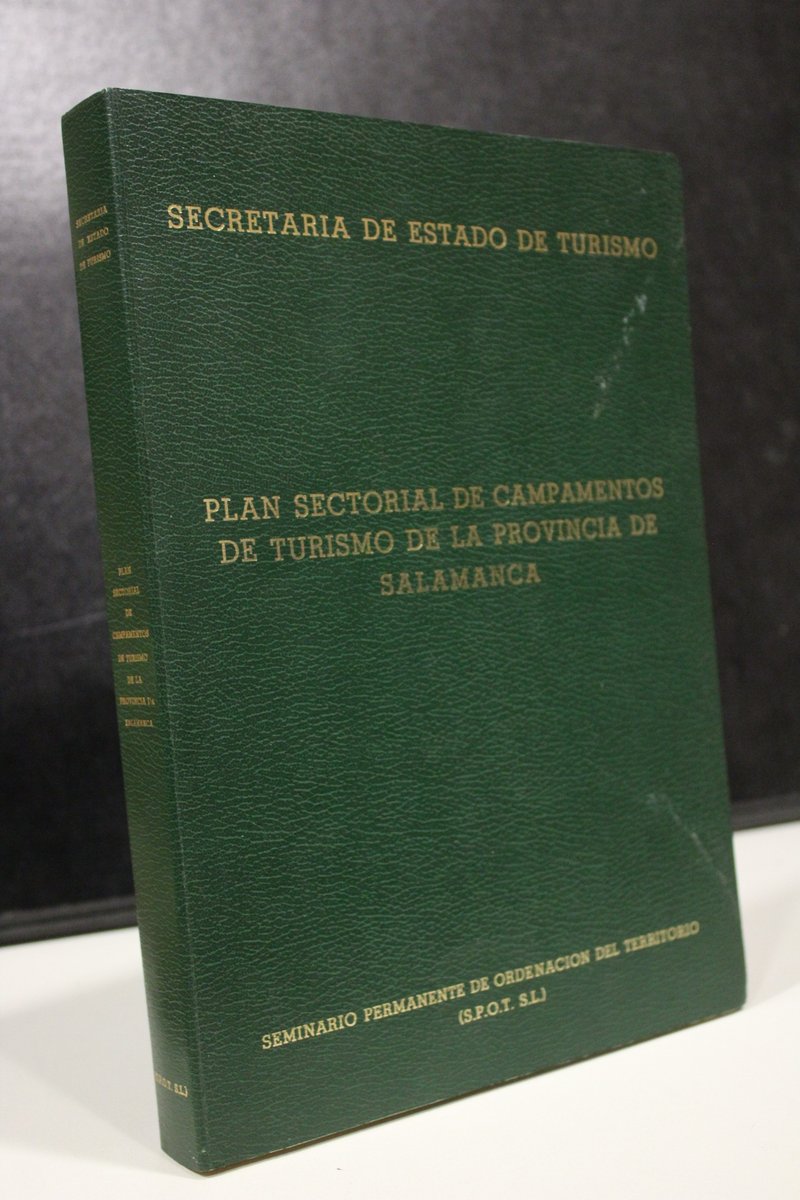 SECRETARIA DE ESTADO DE TURISMO
PLAN SECTORIAL DE CAMPAMENTOS
DE TURISMO DE LA PROVINCIA DE
SALAMANCA
SEMINARIO PERMANENTE DE ORDENACION DEL TERRITORIO
(S.P.O.T. S.L.)
SECRETARIA
DE ESTADO
DE TURISMO
PLAN
SECTORIAL
DE
CAMPAMENTOS
DE TURISMO
DE LA
PROVINCIA
SALAMANCA
S.L.)